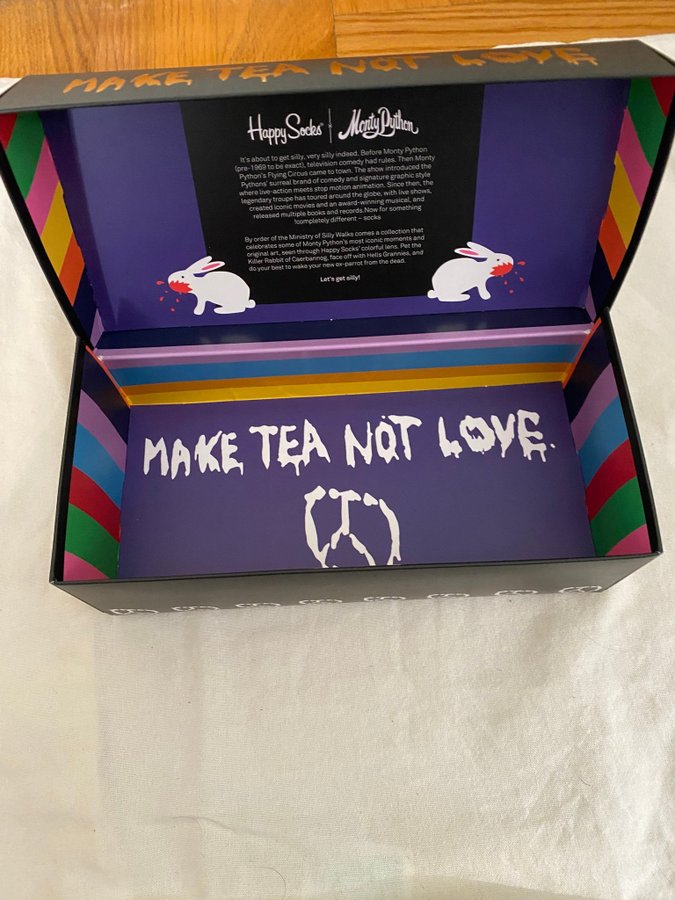 MAKE TEA NOT LOVE
Happy Socks | Monty Python
It's about to get silly, very silly indeed. Before Monty Python
(pre-1969 to be exact), television comedy had rules. Then Monty
Python's Flying Circus came to town. The show introduced the
Pythons' surreal brand of comedy and signature graphic style
where live-action meets stop motion animation. Since then, the
legendary troupe has toured around the globe, with live shows,
created iconic movies and an award-winning musical, and
released multiple books and records.Now for something
!completely different – socks
By order of the Ministry of Silly Walks comes a collection that
celebrates some of Monty Python's most iconic moments and
original art, seen through Happy Socks' colorful lens. Pet the
Killer Rabbit of Caerbannog, face off with Hells Grannies, and
do your best to wake your new ex-parrot from the dead.
Let's get silly!
MAKE TEA NOT LOVE.